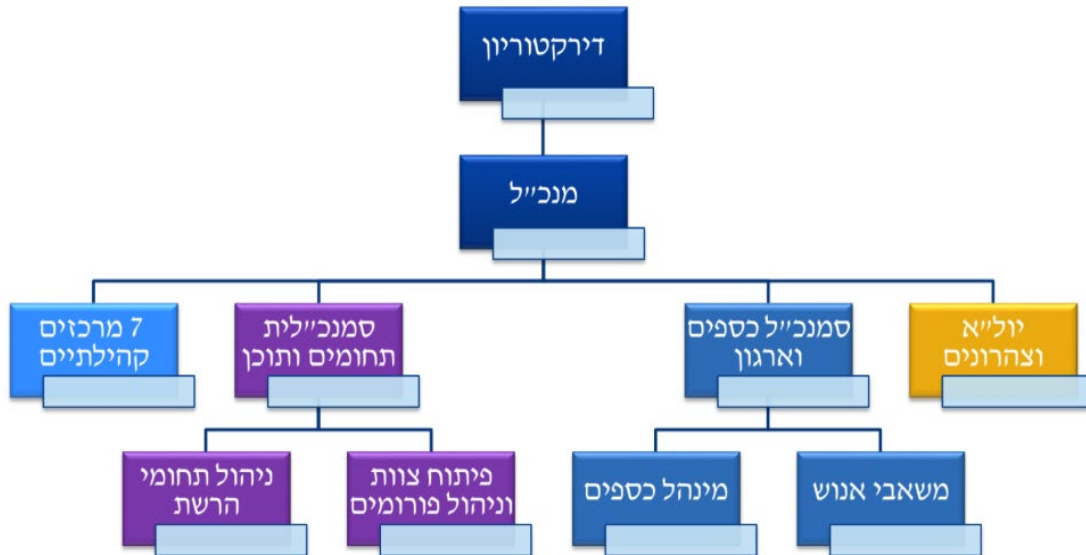 דירקטוריון
מנכ״ל
יול״א
וצהרונים
סמנכ״ל כספים
וארגון
סמנכ״לית
תחומים ותוכן
7 מרכזים
קהילתיים
משאבי אנוש
מינהל כספים
פיתוח צוות
וניהול פורומים
ניהול תחומי
הרשת